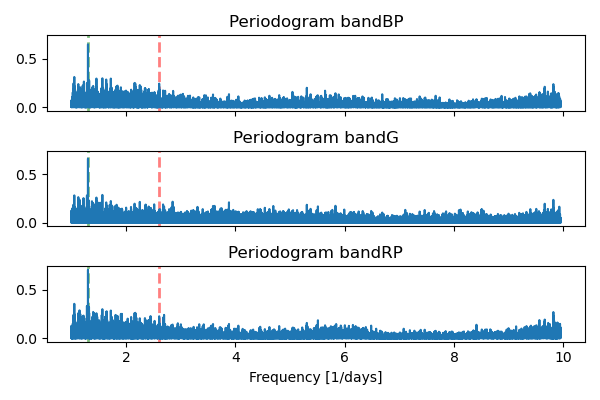 Periodogram bandBP
0.5
0.0
Periodogram bandG
0.5
0.0
Periodogram bandRP
0.5
0.0
2 4 6 8 10
Frequency [1/days]